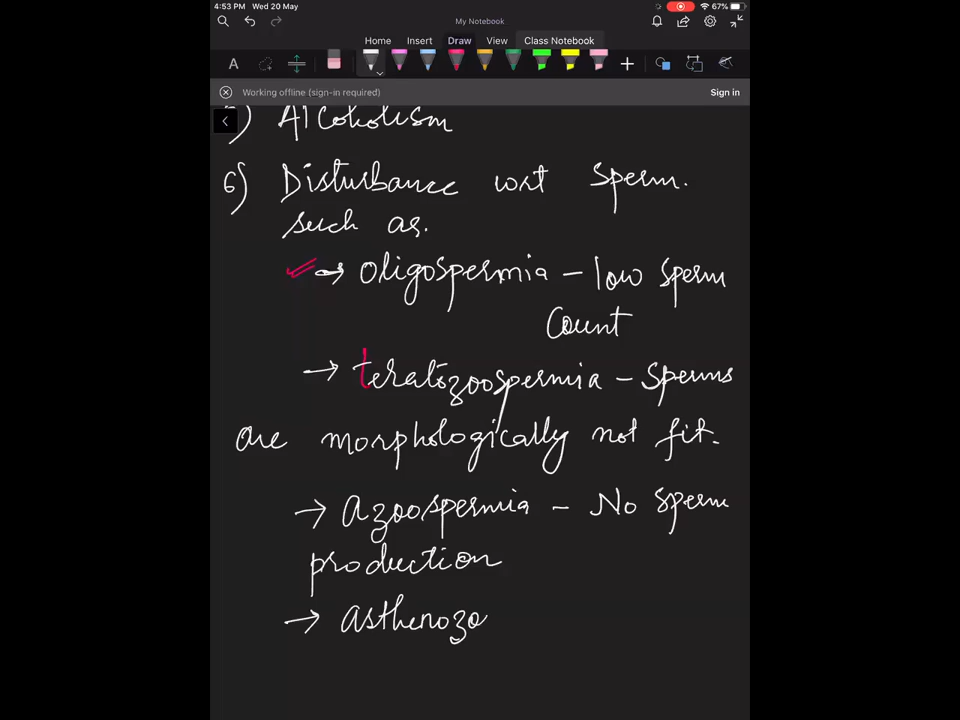 4:53 PM Wed 20 May
67%
My Notebook
Home Insert Draw View Class Notebook
A
Working offline (sign-in required) Sign in
5) Alcoholism
6) Disturbance wrt sperm.
such as.
→ oligospermia - low sperm
count
→ teratozoospermia - sperms
are morphologically not fit.
→ Azoospermia - No sperm
production
→ asthenozo